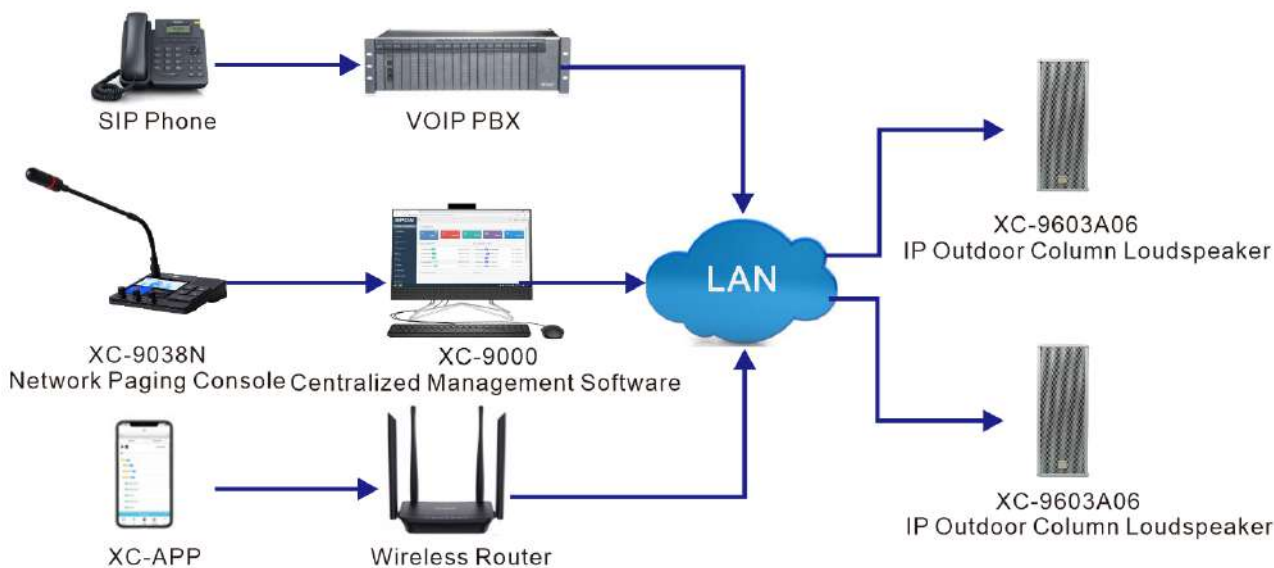 SIP Phone
VOIP PBX
XC-9603A06
IP Outdoor Column Loudspeaker
LAN
XC-9038N
Network Paging Console
XC-9000
Centralized Management Software
XC-9603A06
IP Outdoor Column Loudspeaker
XC-APP
Wireless Router